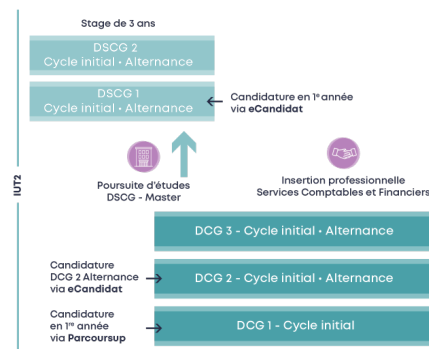 Stage de 3 ans
DSCG 2
Cycle initial • Alternance
DSCG 1
Cycle initial • Alternance
Candidature en 1re année
via eCandidat
IUT2
Poursuite d'études
DSCG - Master
Insertion professionnelle
Services Comptables et Financiers
DCG 3 - Cycle initial • Alternance
Candidature
DCG 2 Alternance
via eCandidat
DCG 2 - Cycle initial • Alternance
Candidature
en 1re année
via Parcoursup
DCG 1 - Cycle initial